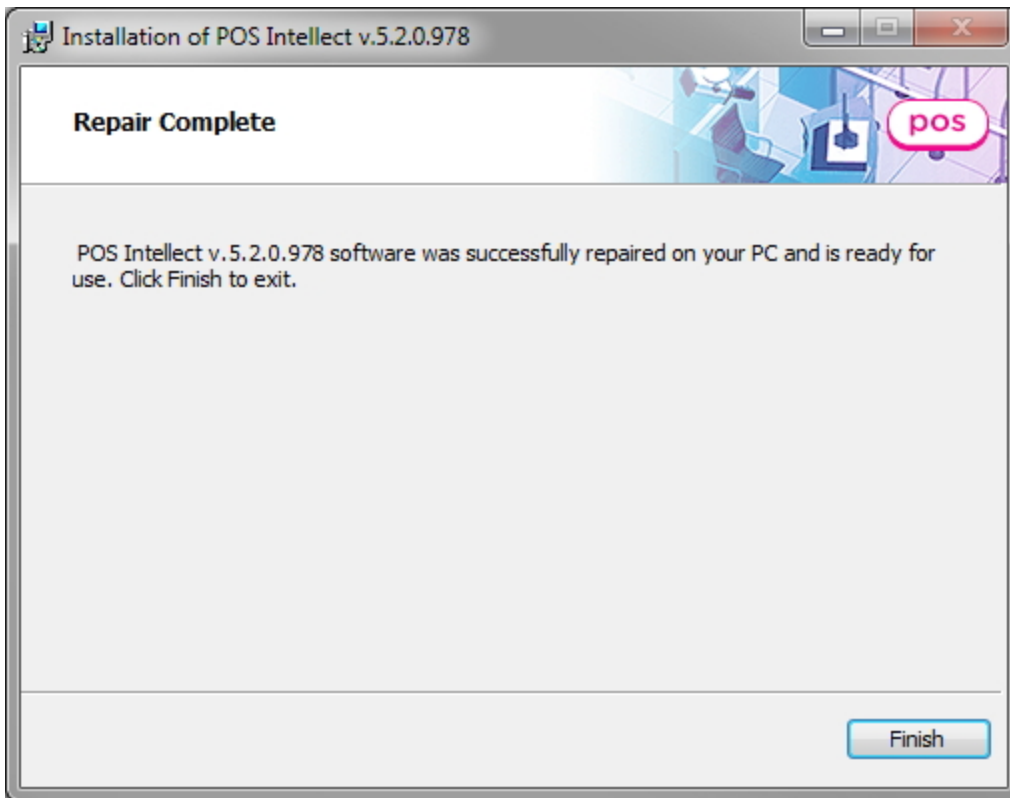 Installation of POS Intellect v.5.2.0.978
Repair Complete
pos
POS Intellect v.5.2.0.978 software was successfully repaired on your PC and is ready for
use. Click Finish to exit.
Finish